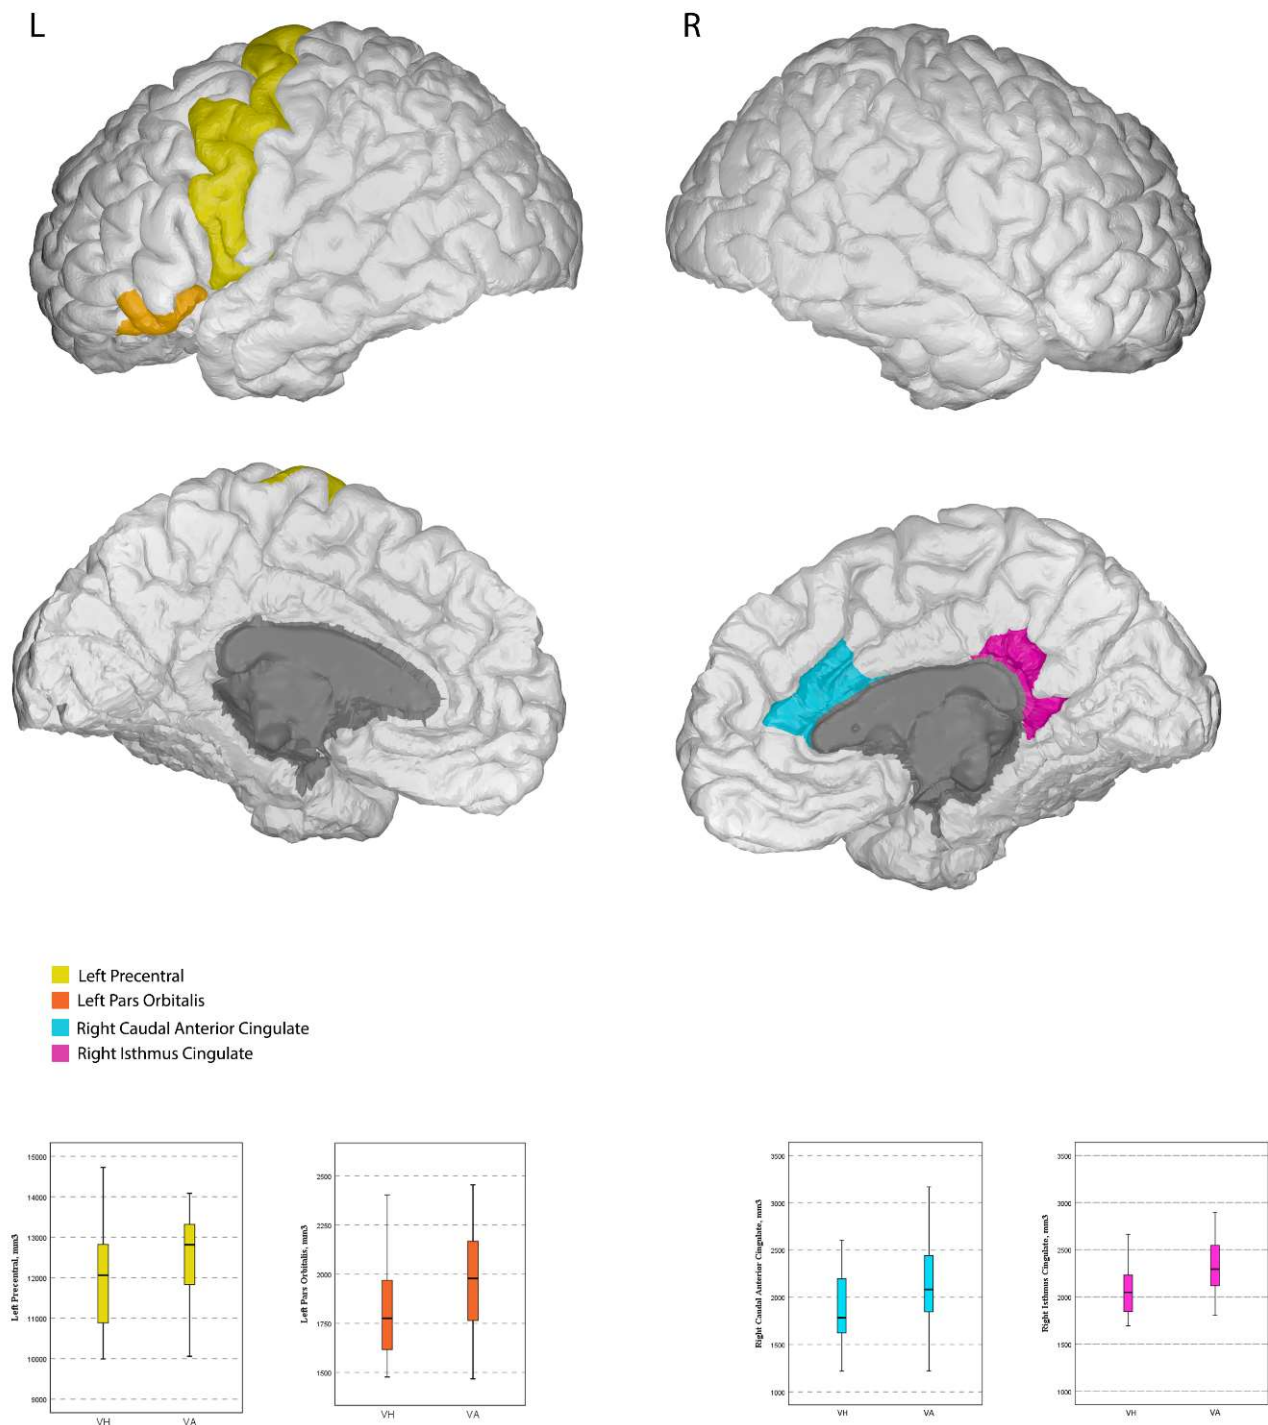 L
R
Left Precentral
Left Pars Orbitalis
Right Caudal Anterior Cingulate
Right Isthmus Cingulate
Left Precentral, mm3
15000
14000
13000
12000
11000
10000
9000
VH VA
Left Pars Orbitalis, mm3
2500
2250
2000
1750
1500
VH VA
Right Caudal Anterior Cingulate, mm3
3500
3000
2500
2000
1500
1000
VH VA
Right Isthmus Cingulate, mm3
3500
3000
2500
2000
1500
1000
VH VA